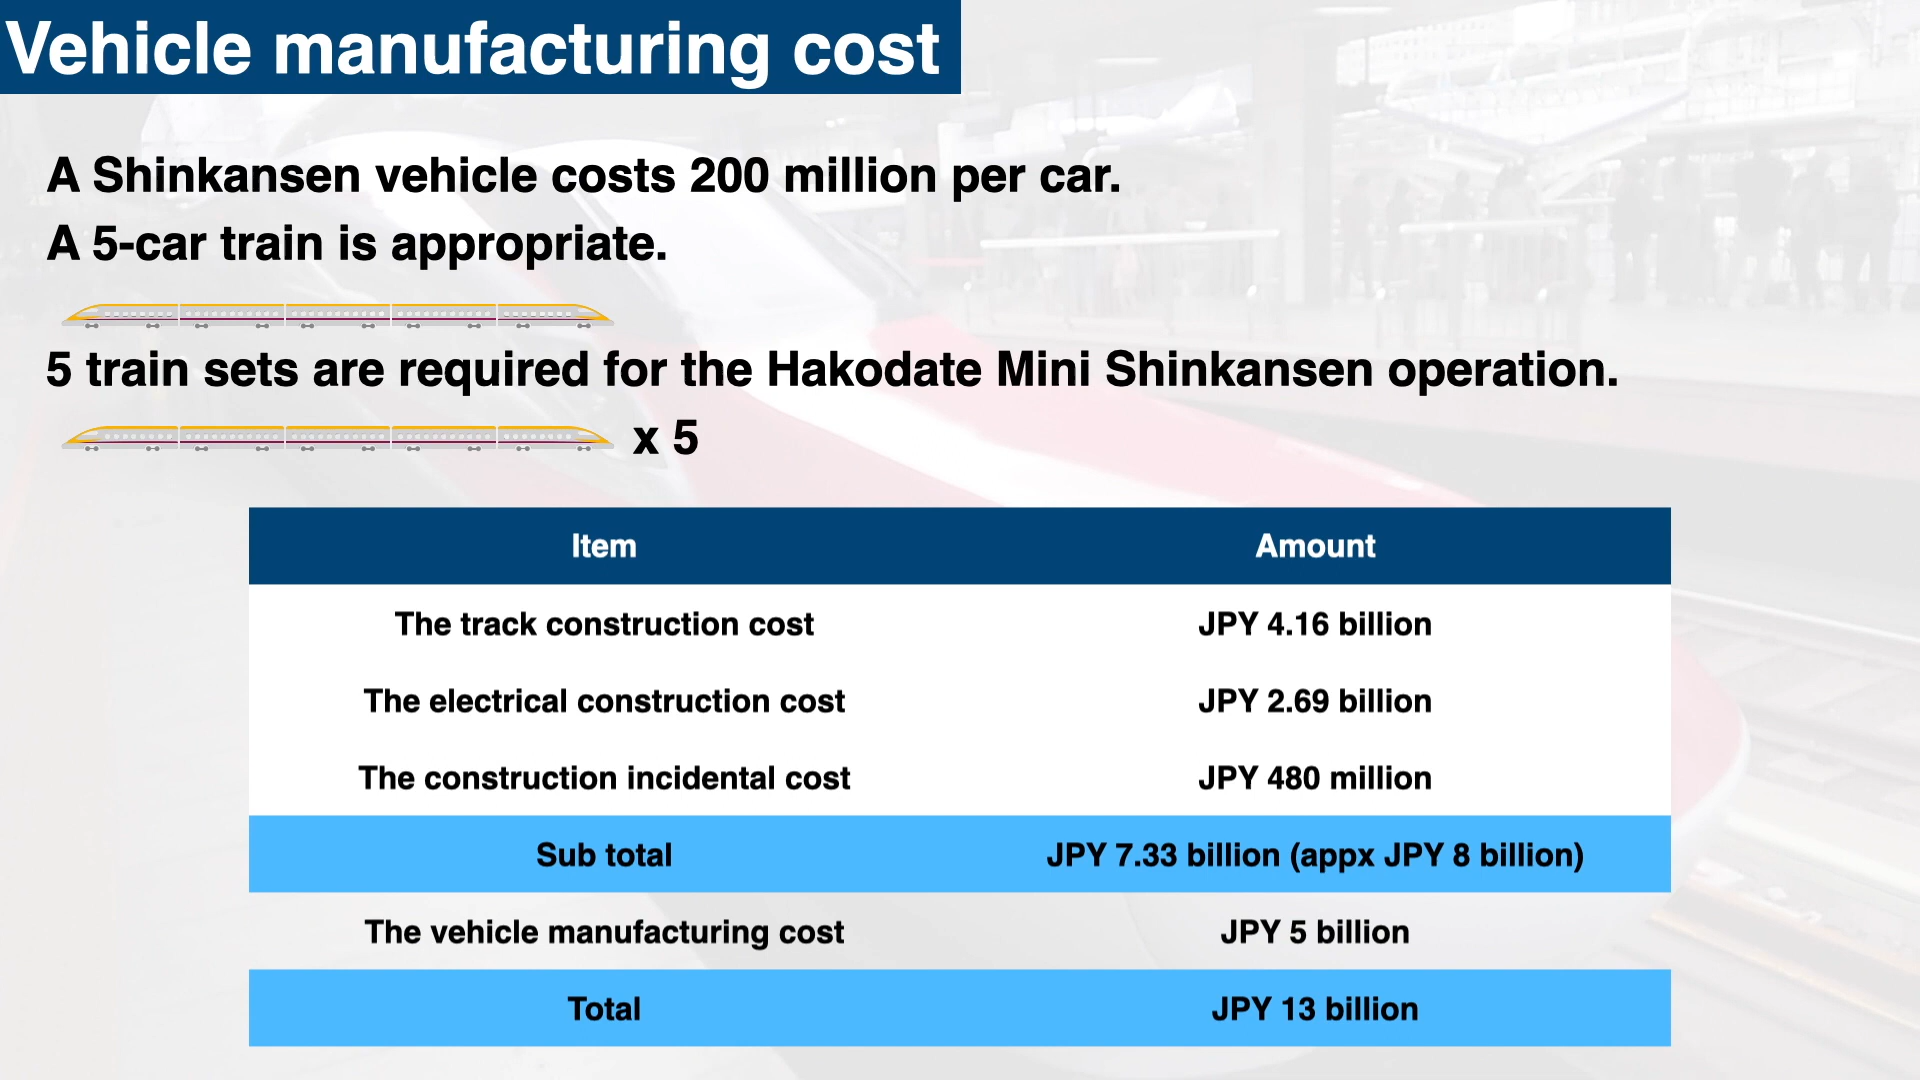 Vehicle manufacturing cost
A Shinkansen vehicle costs 200 million per car.
A 5-car train is appropriate.
5 train sets are required for the Hakodate Mini Shinkansen operation.
x 5
Item Amount
The track construction cost JPY 4.16 billion
The electrical construction cost JPY 2.69 billion
The construction incidental cost JPY 480 million
Sub total JPY 7.33 billion (appx JPY 8 billion)
The vehicle manufacturing cost JPY 5 billion
Total JPY 13 billion